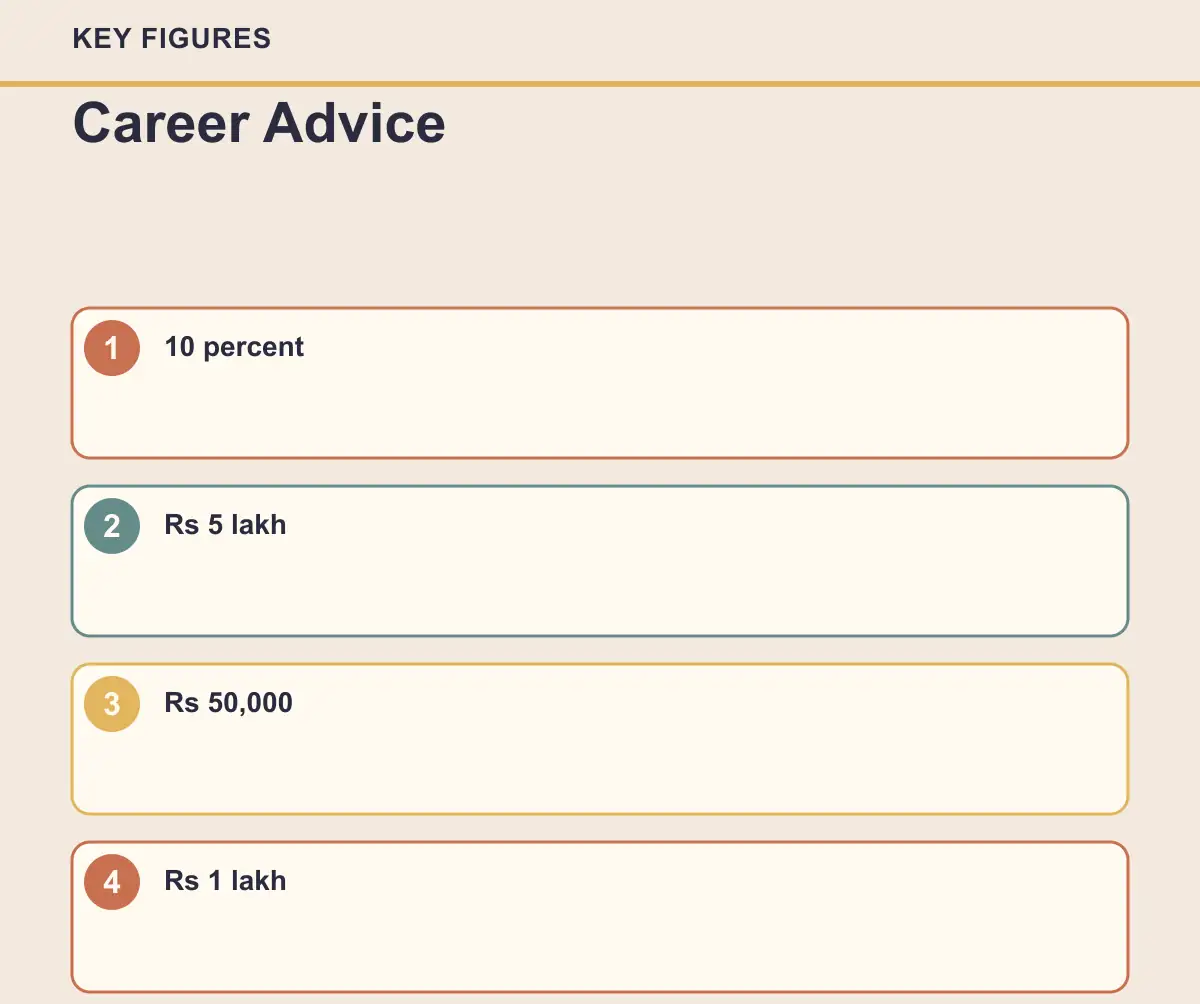 KEY FIGURES
Career Advice
1 10 percent
2 Rs 5 lakh
3 Rs 50,000
4 Rs 1 lakh